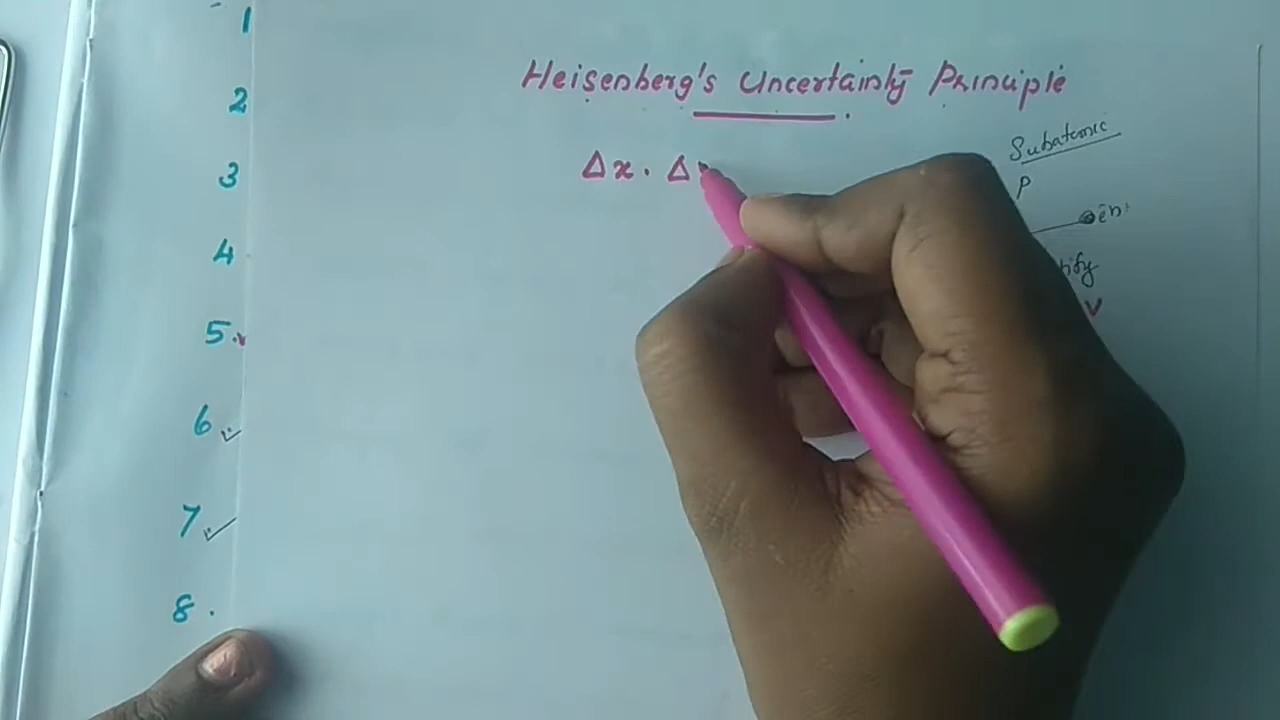 1
2
3
4
5.
6
7
8.
Heisenberg's Uncertainty Principle
Δx. Δ
Subatomic
P